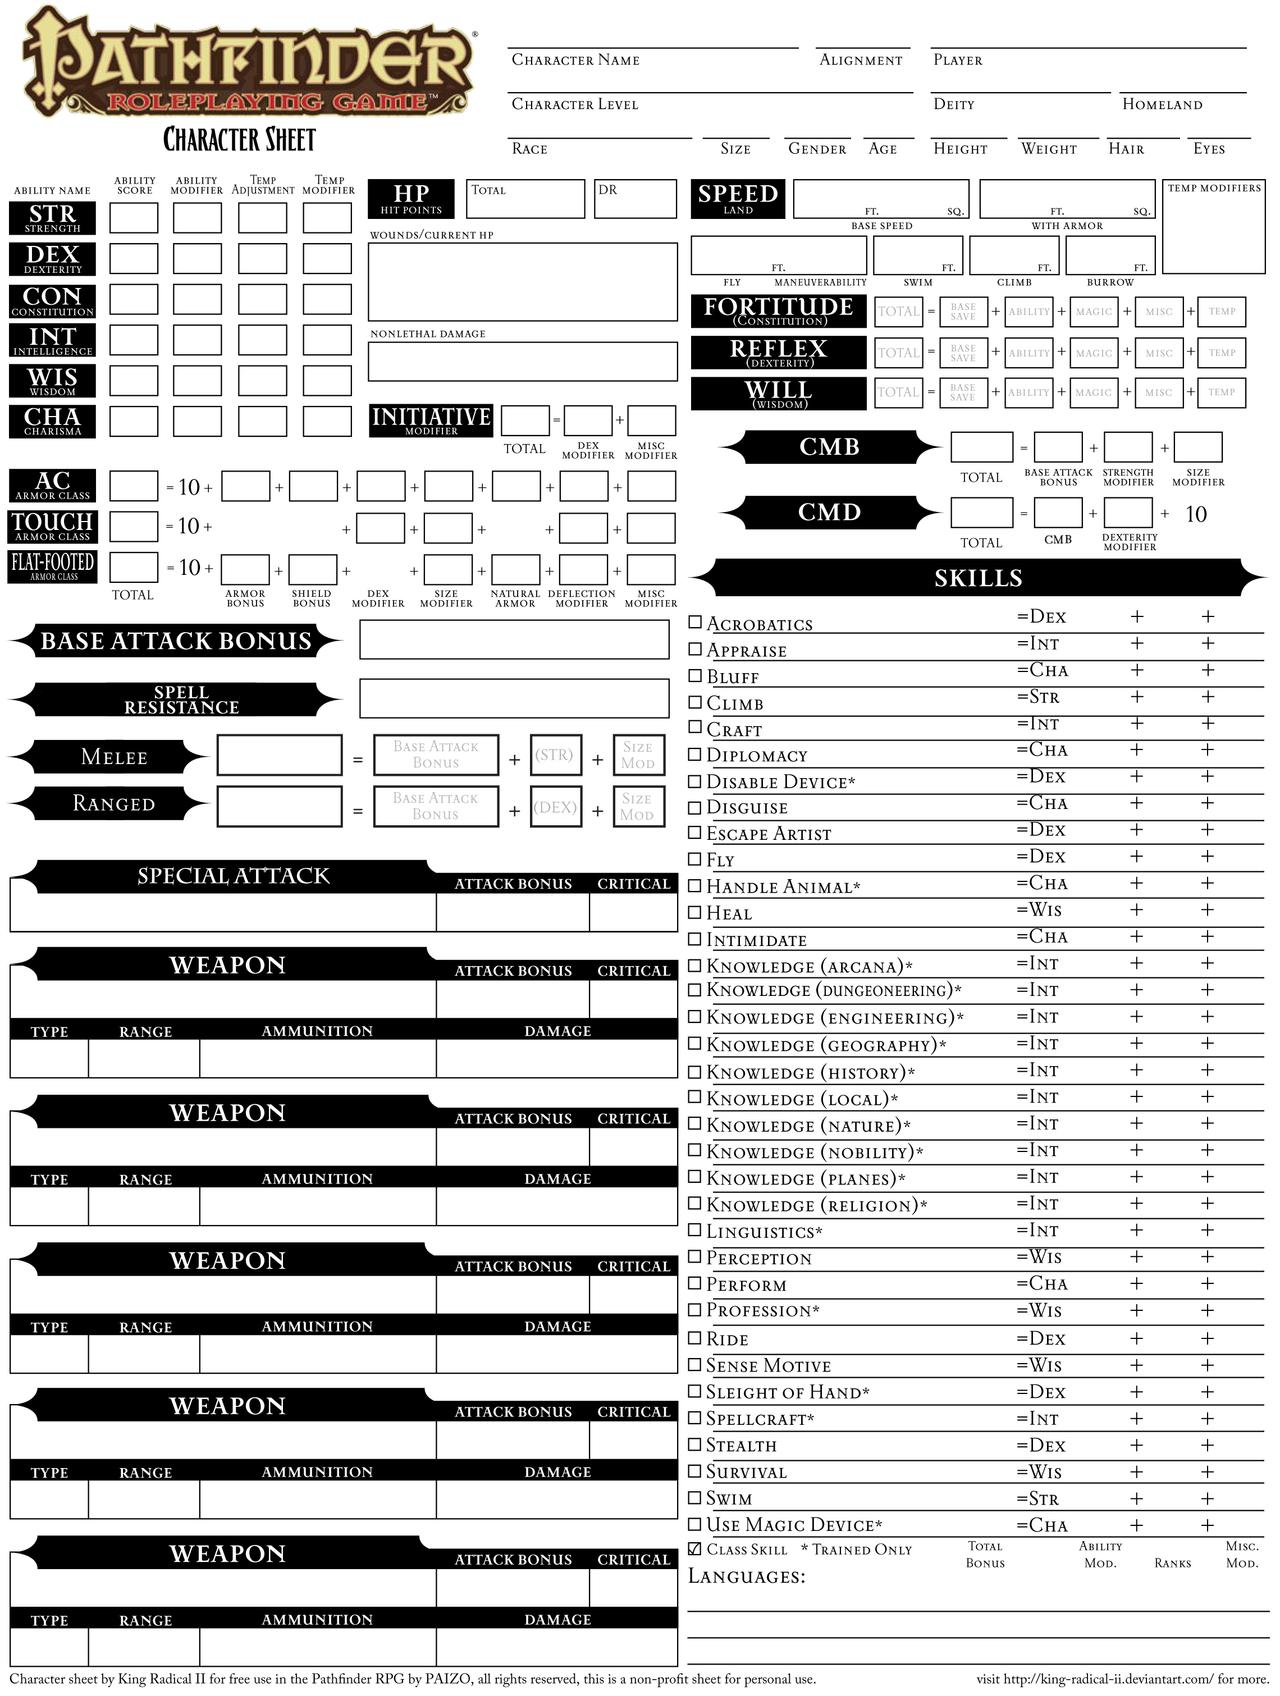 PATHFINDER®
ROLEPLAYING GAME™
CHARACTER SHEET
CHARACTER NAME ALIGNMENT PLAYER
CHARACTER LEVEL DEITY HOMELAND
RACE SIZE GENDER AGE HEIGHT WEIGHT HAIR EYES
ABILITY NAME ABILITY SCORE ABILITY MODIFIER TEMP ADJUSTMENT TEMP MODIFIER
STR STRENGTH
DEX DEXTERITY
CON CONSTITUTION
INT INTELLIGENCE
WIS WISDOM
CHA CHARISMA
HP HIT POINTS TOTAL DR
WOUNDS/CURRENT HP
NONLETHAL DAMAGE
INITIATIVE MODIFIER = +
TOTAL DEX MODIFIER MISC MODIFIER
SPEED LAND FT. SQ. FT. SQ. TEMP MODIFIERS
BASE SPEED WITH ARMOR
FT. FT. FT. FT.
FLY MANEUVERABILITY SWIM CLIMB BURROW
FORTITUDE (CONSTITUTION) TOTAL = BASE SAVE + ABILITY + MAGIC + MISC + TEMP
REFLEX (DEXTERITY) TOTAL = BASE SAVE + ABILITY + MAGIC + MISC + TEMP
WILL (WISDOM) TOTAL = BASE SAVE + ABILITY + MAGIC + MISC + TEMP
CMB = + +
TOTAL BASE ATTACK BONUS STRENGTH MODIFIER SIZE MODIFIER
CMD = + + 10
TOTAL CMB DEXTERITY MODIFIER
AC ARMOR CLASS = 10 + + + + + + +
TOUCH ARMOR CLASS = 10 + + + + + +
FLAT-FOOTED ARMOR CLASS = 10 + + + + + + +
TOTAL ARMOR BONUS SHIELD BONUS DEX MODIFIER SIZE MODIFIER NATURAL ARMOR DEFLECTION MODIFIER MISC MODIFIER
BASE ATTACK BONUS
SPELL RESISTANCE
MELEE = BASE ATTACK BONUS + (STR) + SIZE MOD
RANGED = BASE ATTACK BONUS + (DEX) + SIZE MOD
SPECIAL ATTACK ATTACK BONUS CRITICAL
WEAPON ATTACK BONUS CRITICAL
TYPE RANGE AMMUNITION DAMAGE
WEAPON ATTACK BONUS CRITICAL
TYPE RANGE AMMUNITION DAMAGE
WEAPON ATTACK BONUS CRITICAL
TYPE RANGE AMMUNITION DAMAGE
WEAPON ATTACK BONUS CRITICAL
TYPE RANGE AMMUNITION DAMAGE
WEAPON ATTACK BONUS CRITICAL
TYPE RANGE AMMUNITION DAMAGE
SKILLS
ACROBATICS =DEX + +
APPRAISE =INT + +
BLUFF =CHA + +
CLIMB =STR + +
CRAFT =INT + +
DIPLOMACY =CHA + +
DISABLE DEVICE* =DEX + +
DISGUISE =CHA + +
ESCAPE ARTIST =DEX + +
FLY =DEX + +
HANDLE ANIMAL* =CHA + +
HEAL =WIS + +
INTIMIDATE =CHA + +
KNOWLEDGE (ARCANA)* =INT + +
KNOWLEDGE (DUNGEONEERING)* =INT + +
KNOWLEDGE (ENGINEERING)* =INT + +
KNOWLEDGE (GEOGRAPHY)* =INT + +
KNOWLEDGE (HISTORY)* =INT + +
KNOWLEDGE (LOCAL)* =INT + +
KNOWLEDGE (NATURE)* =INT + +
KNOWLEDGE (NOBILITY)* =INT + +
KNOWLEDGE (PLANES)* =INT + +
KNOWLEDGE (RELIGION)* =INT + +
LINGUISTICS* =INT + +
PERCEPTION =WIS + +
PERFORM =CHA + +
PROFESSION* =WIS + +
RIDE =DEX + +
SENSE MOTIVE =WIS + +
SLEIGHT OF HAND* =DEX + +
SPELLCRAFT* =INT + +
STEALTH =DEX + +
SURVIVAL =WIS + +
SWIM =STR + +
USE MAGIC DEVICE* =CHA + +
CLASS SKILL * TRAINED ONLY TOTAL BONUS ABILITY MOD. RANKS MISC. MOD.
LANGUAGES:
Character sheet by King Radical II for free use in the Pathfinder RPG by PAIZO, all rights reserved, this is a non-profit sheet for personal use. visit http://king-radical-ii.deviantart.com/ for more.